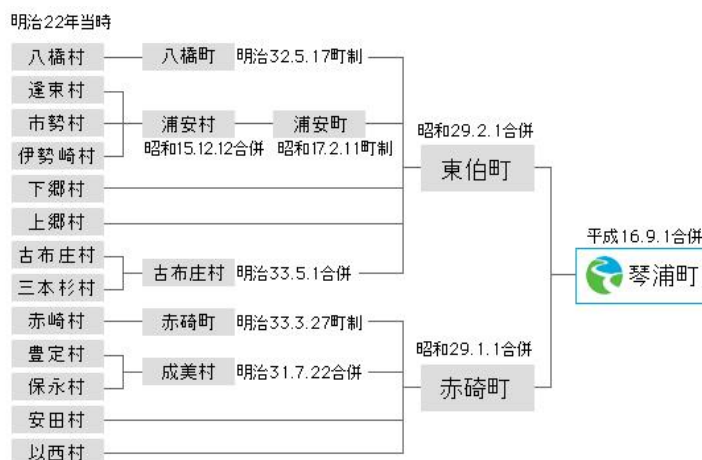 明治22年当時
八橋村
八橋町
明治32.5.17町制
逢東村
市勢村
伊勢崎村
浦安村
昭和15.12.12合併
浦安町
昭和17.2.11町制
下郷村
上郷村
古布庄村
三本杉村
古布庄村
明治33.5.1合併
昭和29.2.1合併
東伯町
赤崎村
赤碕町
明治33.3.27町制
豊定村
保永村
成美村
明治31.7.22合併
安田村
以西村
昭和29.1.1合併
赤碕町
平成16.9.1合併
琴浦町